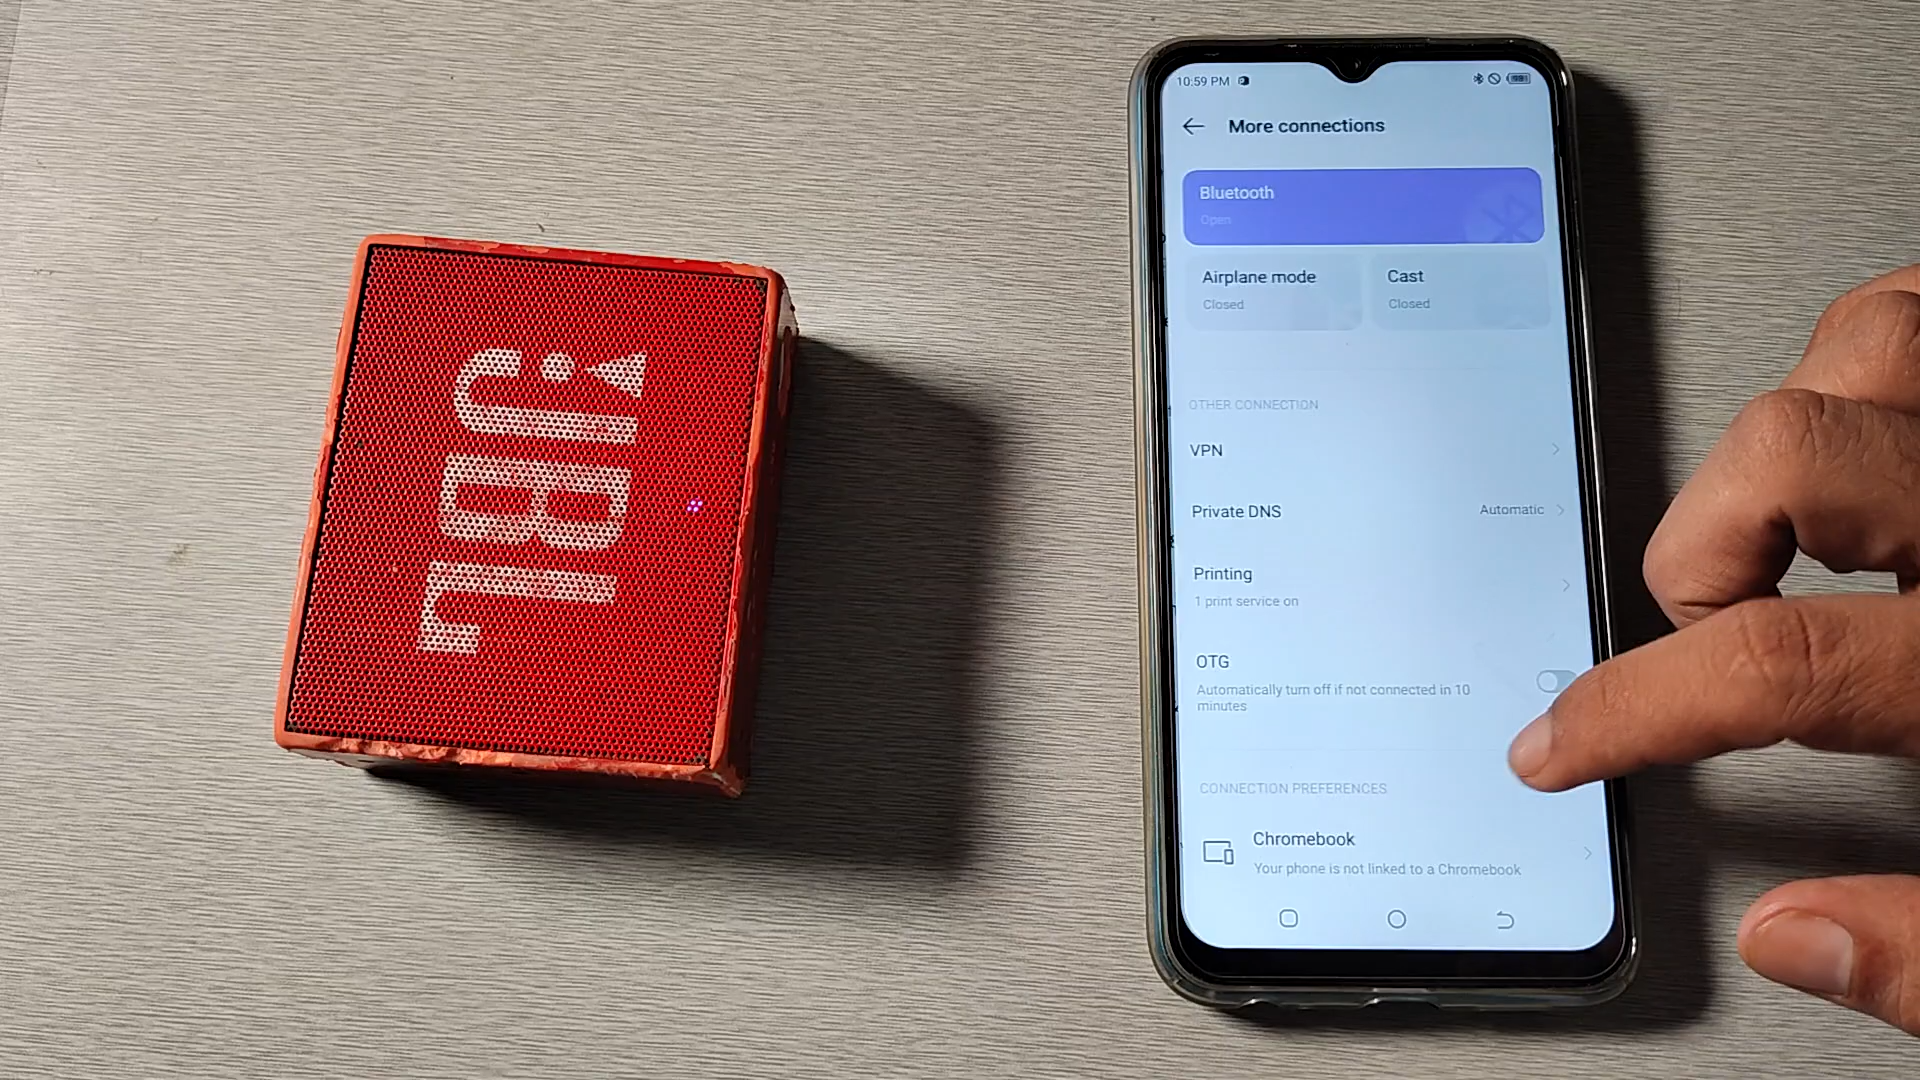 JBL
10:59 PM
More connections
Bluetooth
Open
Airplane mode
Closed
Cast
Closed
OTHER CONNECTION
VPN
Private DNS
Automatic
Printing
1 print service on
OTG
Automatically turn off if not connected in 10
minutes
CONNECTION PREFERENCES
Chromebook
Your phone is not linked to a Chromebook